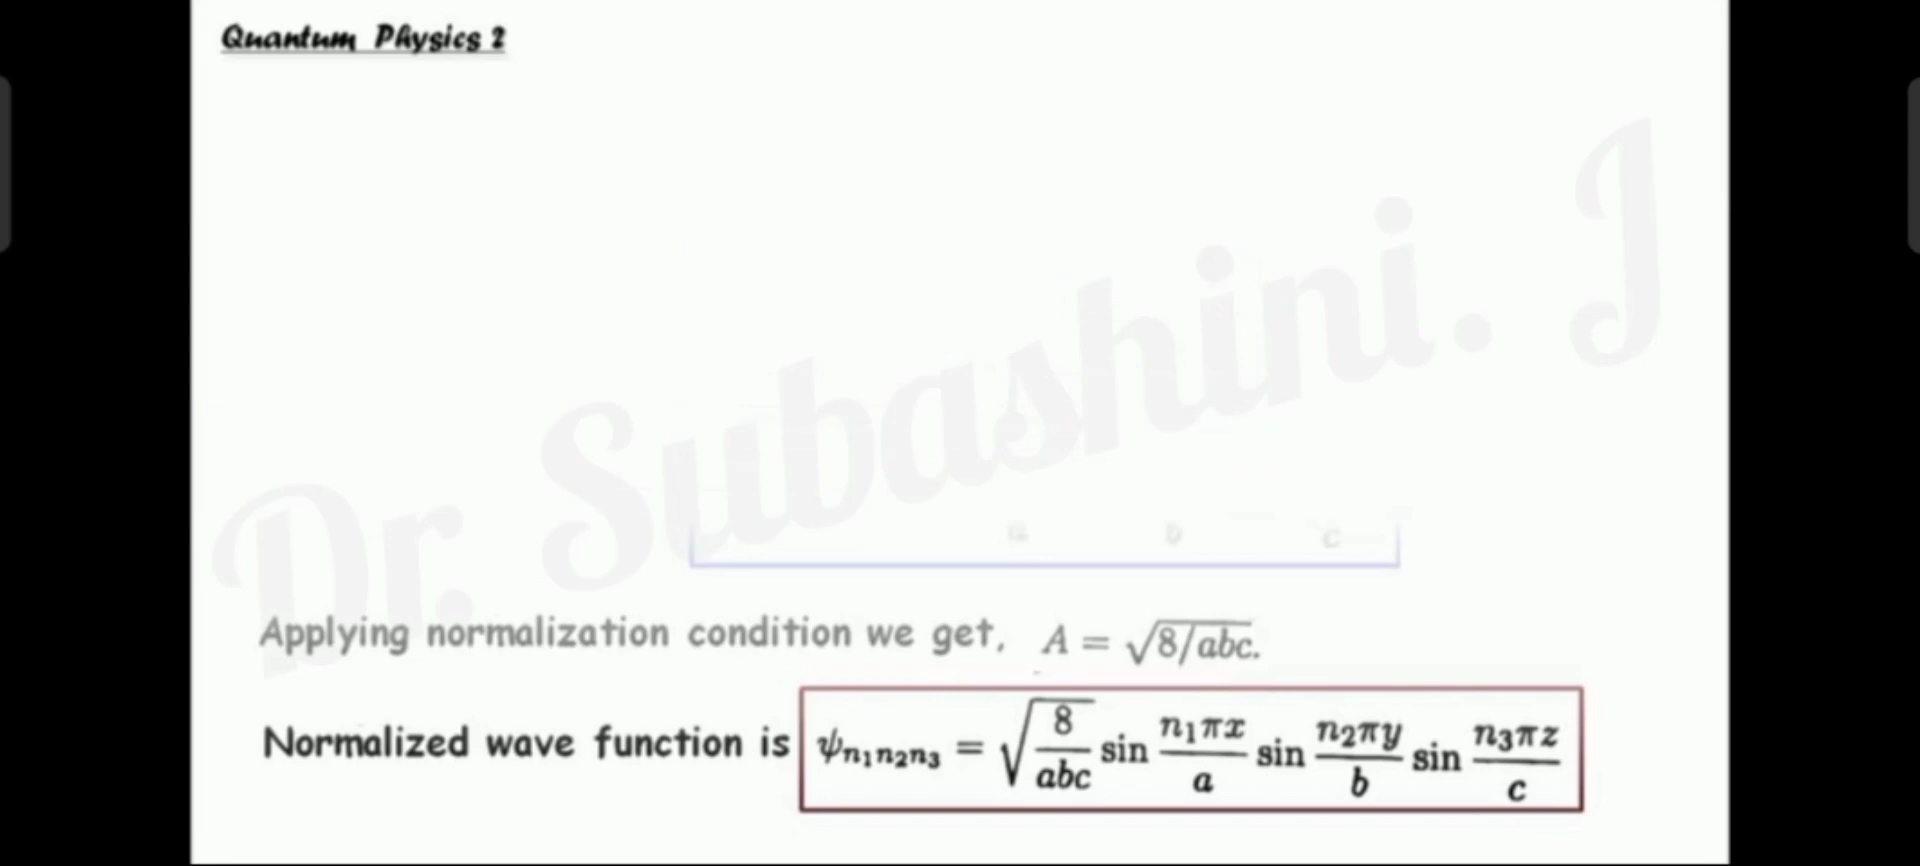 Quantum Physics 2
Dr. Subashini. J
a b c
Applying normalization condition we get, A = √8/abc.
Normalized wave function is ψn₁n₂n₃ = √(8/abc) sin n₁πx/a sin n₂πy/b sin n₃πz/c